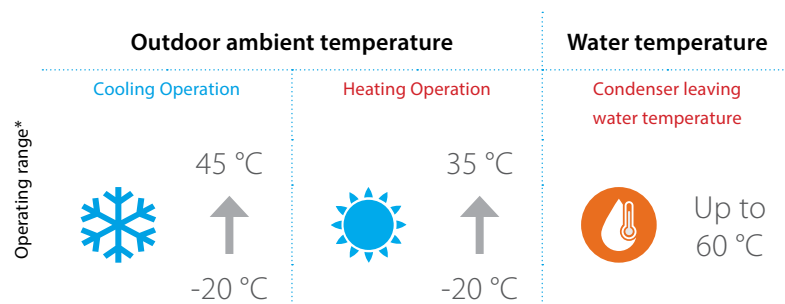 Outdoor ambient temperature
Water temperature
Cooling Operation
Heating Operation
Condenser leaving
water temperature
Operating range*
45 °C
-20 °C
35 °C
-20 °C
Up to
60 °C